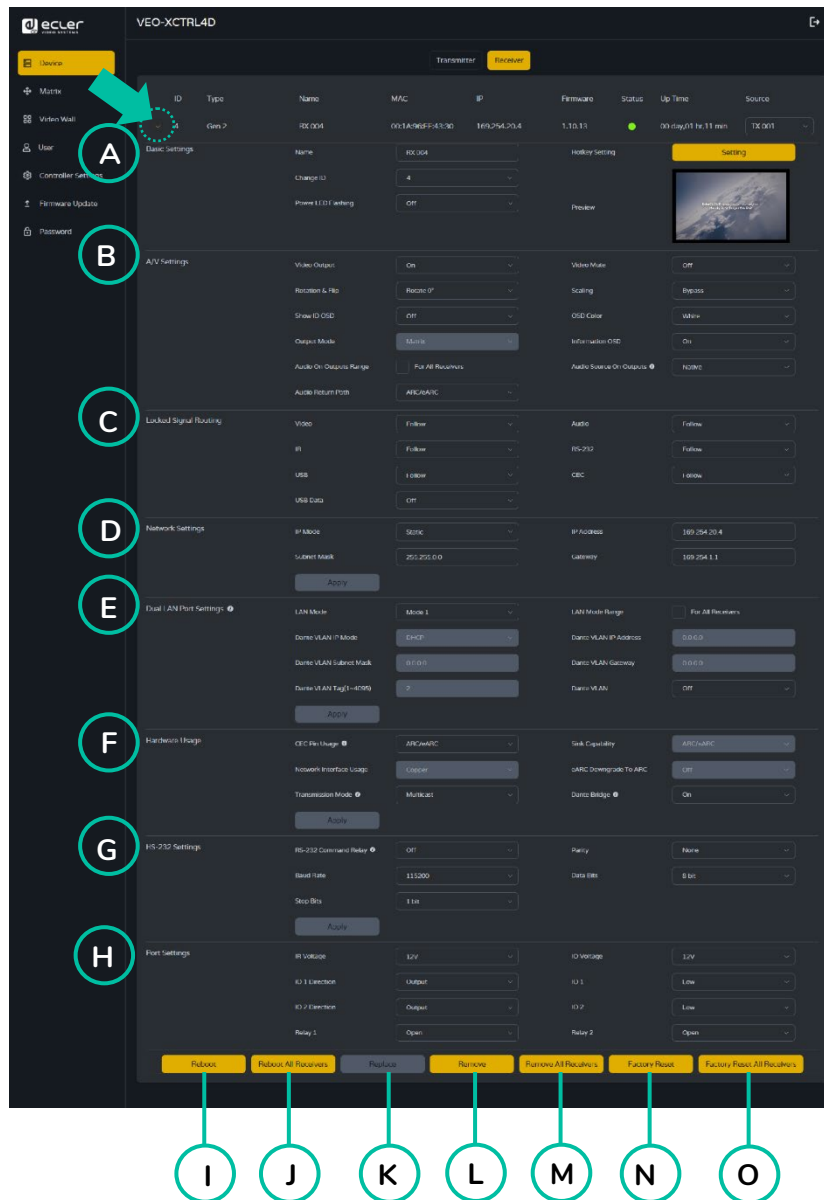 ecler
VIDEO SYSTEMS
VEO-XCTRL4D
Device
Matrix
Video Wall
User
Controller Settings
Firmware Update
Password
Transmitter Receiver
ID Type Name MAC IP Firmware Status Up Time Source
4 Gen.2 RX 004 169.254.20.4 1.10.13 00 day,01 hr,11 min TX 001
A
Basic Settings Name RX 004 Hotkey Setting Setting
Change ID 4
Power LED Flashing Off Preview
B
A/V Settings Video Output On Video Mute Off
Rotation & Flip Rotate 0° Scaling Bypass
Show ID OSD Off OSD Color White
Output Mode Matrix Information OSD On
Audio On Outputs Range For All Receivers Audio Source On Outputs Native
Audio Return Path ARC/eARC
C
Locked Signal Routing Video Follow Audio Follow
IR Follow RS-232 Follow
USB Follow CEC Follow
USB Data Off
D
Network Settings IP Mode Static IP Address 169.254.20.4
Subnet Mask 255.255.0.0 Gateway 169.254.1.1
Apply
E
Dual LAN Port Settings LAN Mode Mode 1 LAN Mode Range For All Receivers
Dante VLAN IP Mode DHCP Dante VLAN IP Address 0.0.0.0
Dante VLAN Subnet Mask 0.0.0.0 Dante VLAN Gateway 0.0.0.0
Dante VLAN Tag(1~4095) 2 Dante VLAN Off
Apply
F
Hardware Usage CEC Pin Usage ARC/eARC Sink Capability ARC/eARC
Network Interface Usage Copper eARC Downgrade To ARC Off
Transmission Mode Multicast Dante Bridge On
Apply
G
RS-232 Settings RS-232 Command Relay Off Parity None
Baud Rate 115200 Data Bits 8 bit
Stop Bits 1 bit
Apply
H
Port Settings IR Voltage 12V IO Voltage 12V
IO 1 Direction Output IO 1 Low
IO 2 Direction Output IO 2 Low
Relay 1 Open Relay 2 Open
Reboot Reboot All Receivers Replace Remove Remove All Receivers Factory Reset Factory Reset All Receivers
I J K L M N O